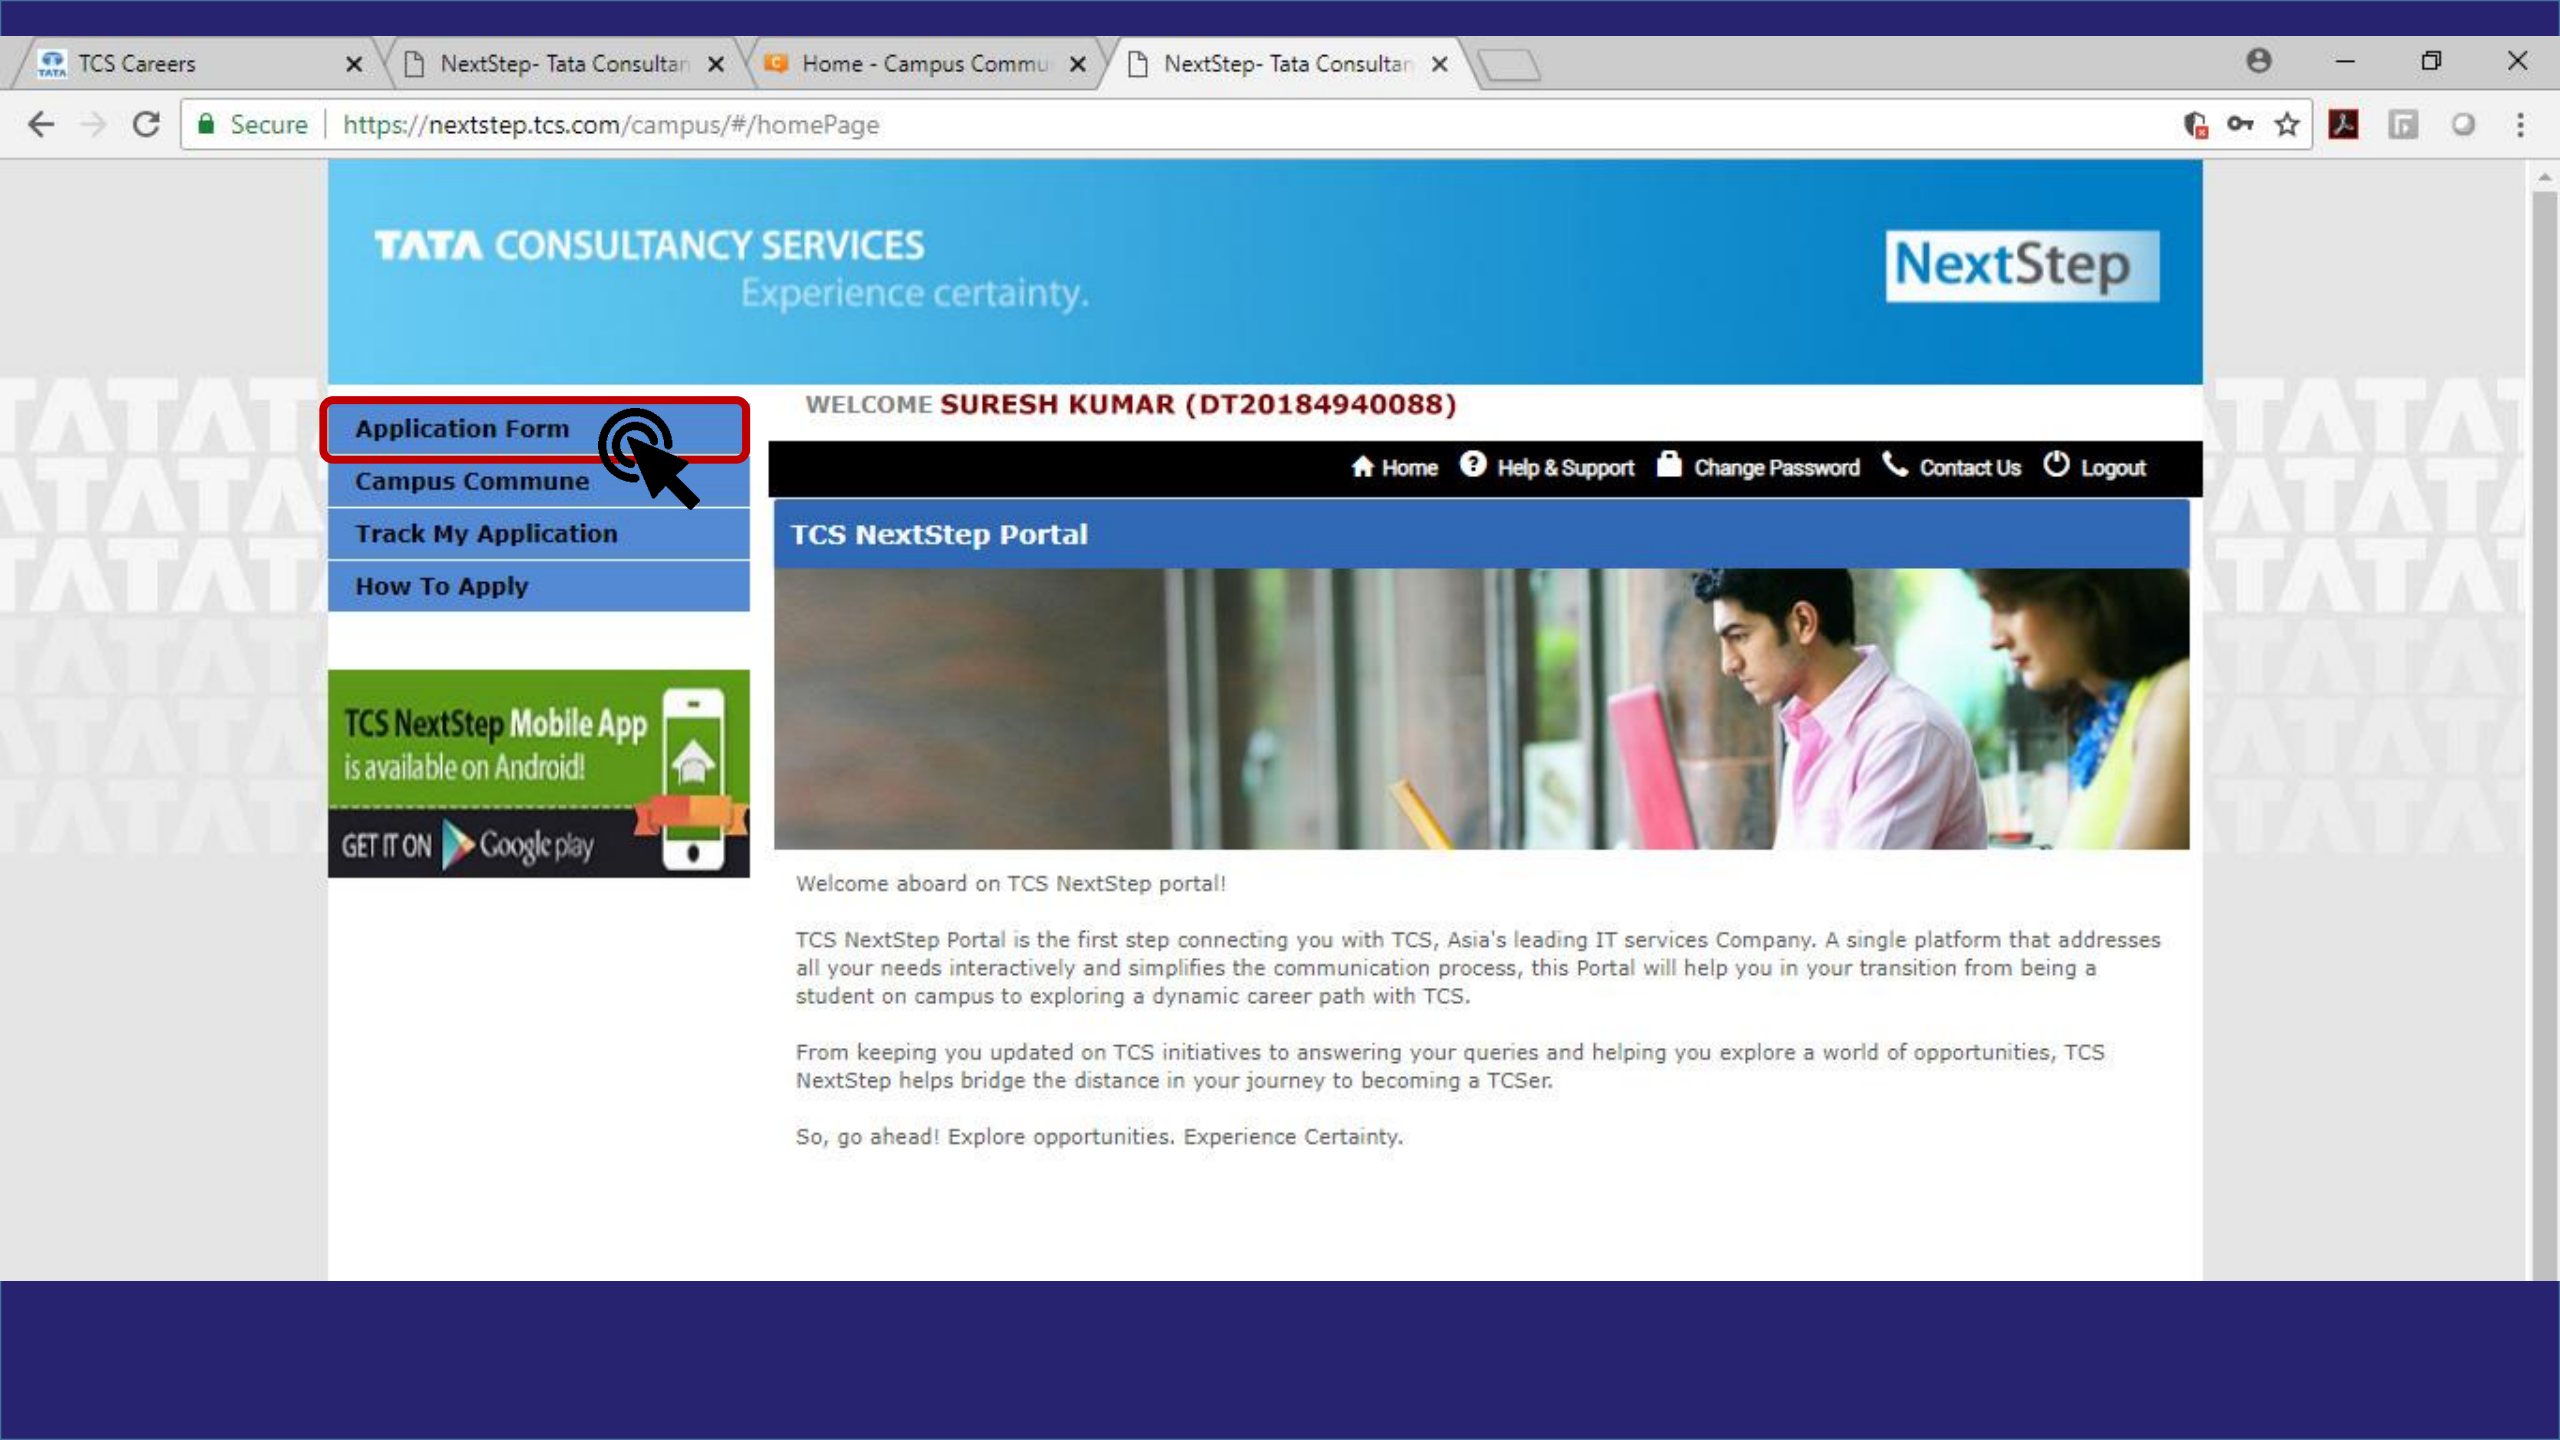 TCS Careers
NextStep- Tata Consultan
Home - Campus Commu
NextStep- Tata Consultan
Secure
https://nextstep.tcs.com/campus/#/homePage
TATA CONSULTANCY SERVICES
Experience certainty.
NextStep
Application Form
Campus Commune
Track My Application
How To Apply
WELCOME SURESH KUMAR (DT20184940088)
Home Help & Support Change Password Contact Us Logout
TCS NextStep Portal
TCS NextStep Mobile App
is available on Android!
GET IT ON Google play
Welcome aboard on TCS NextStep portal!
TCS NextStep Portal is the first step connecting you with TCS, Asia's leading IT services Company. A single platform that addresses
all your needs interactively and simplifies the communication process, this Portal will help you in your transition from being a
student on campus to exploring a dynamic career path with TCS.
From keeping you updated on TCS initiatives to answering your queries and helping you explore a world of opportunities, TCS
NextStep helps bridge the distance in your journey to becoming a TCSer.
So, go ahead! Explore opportunities. Experience Certainty.